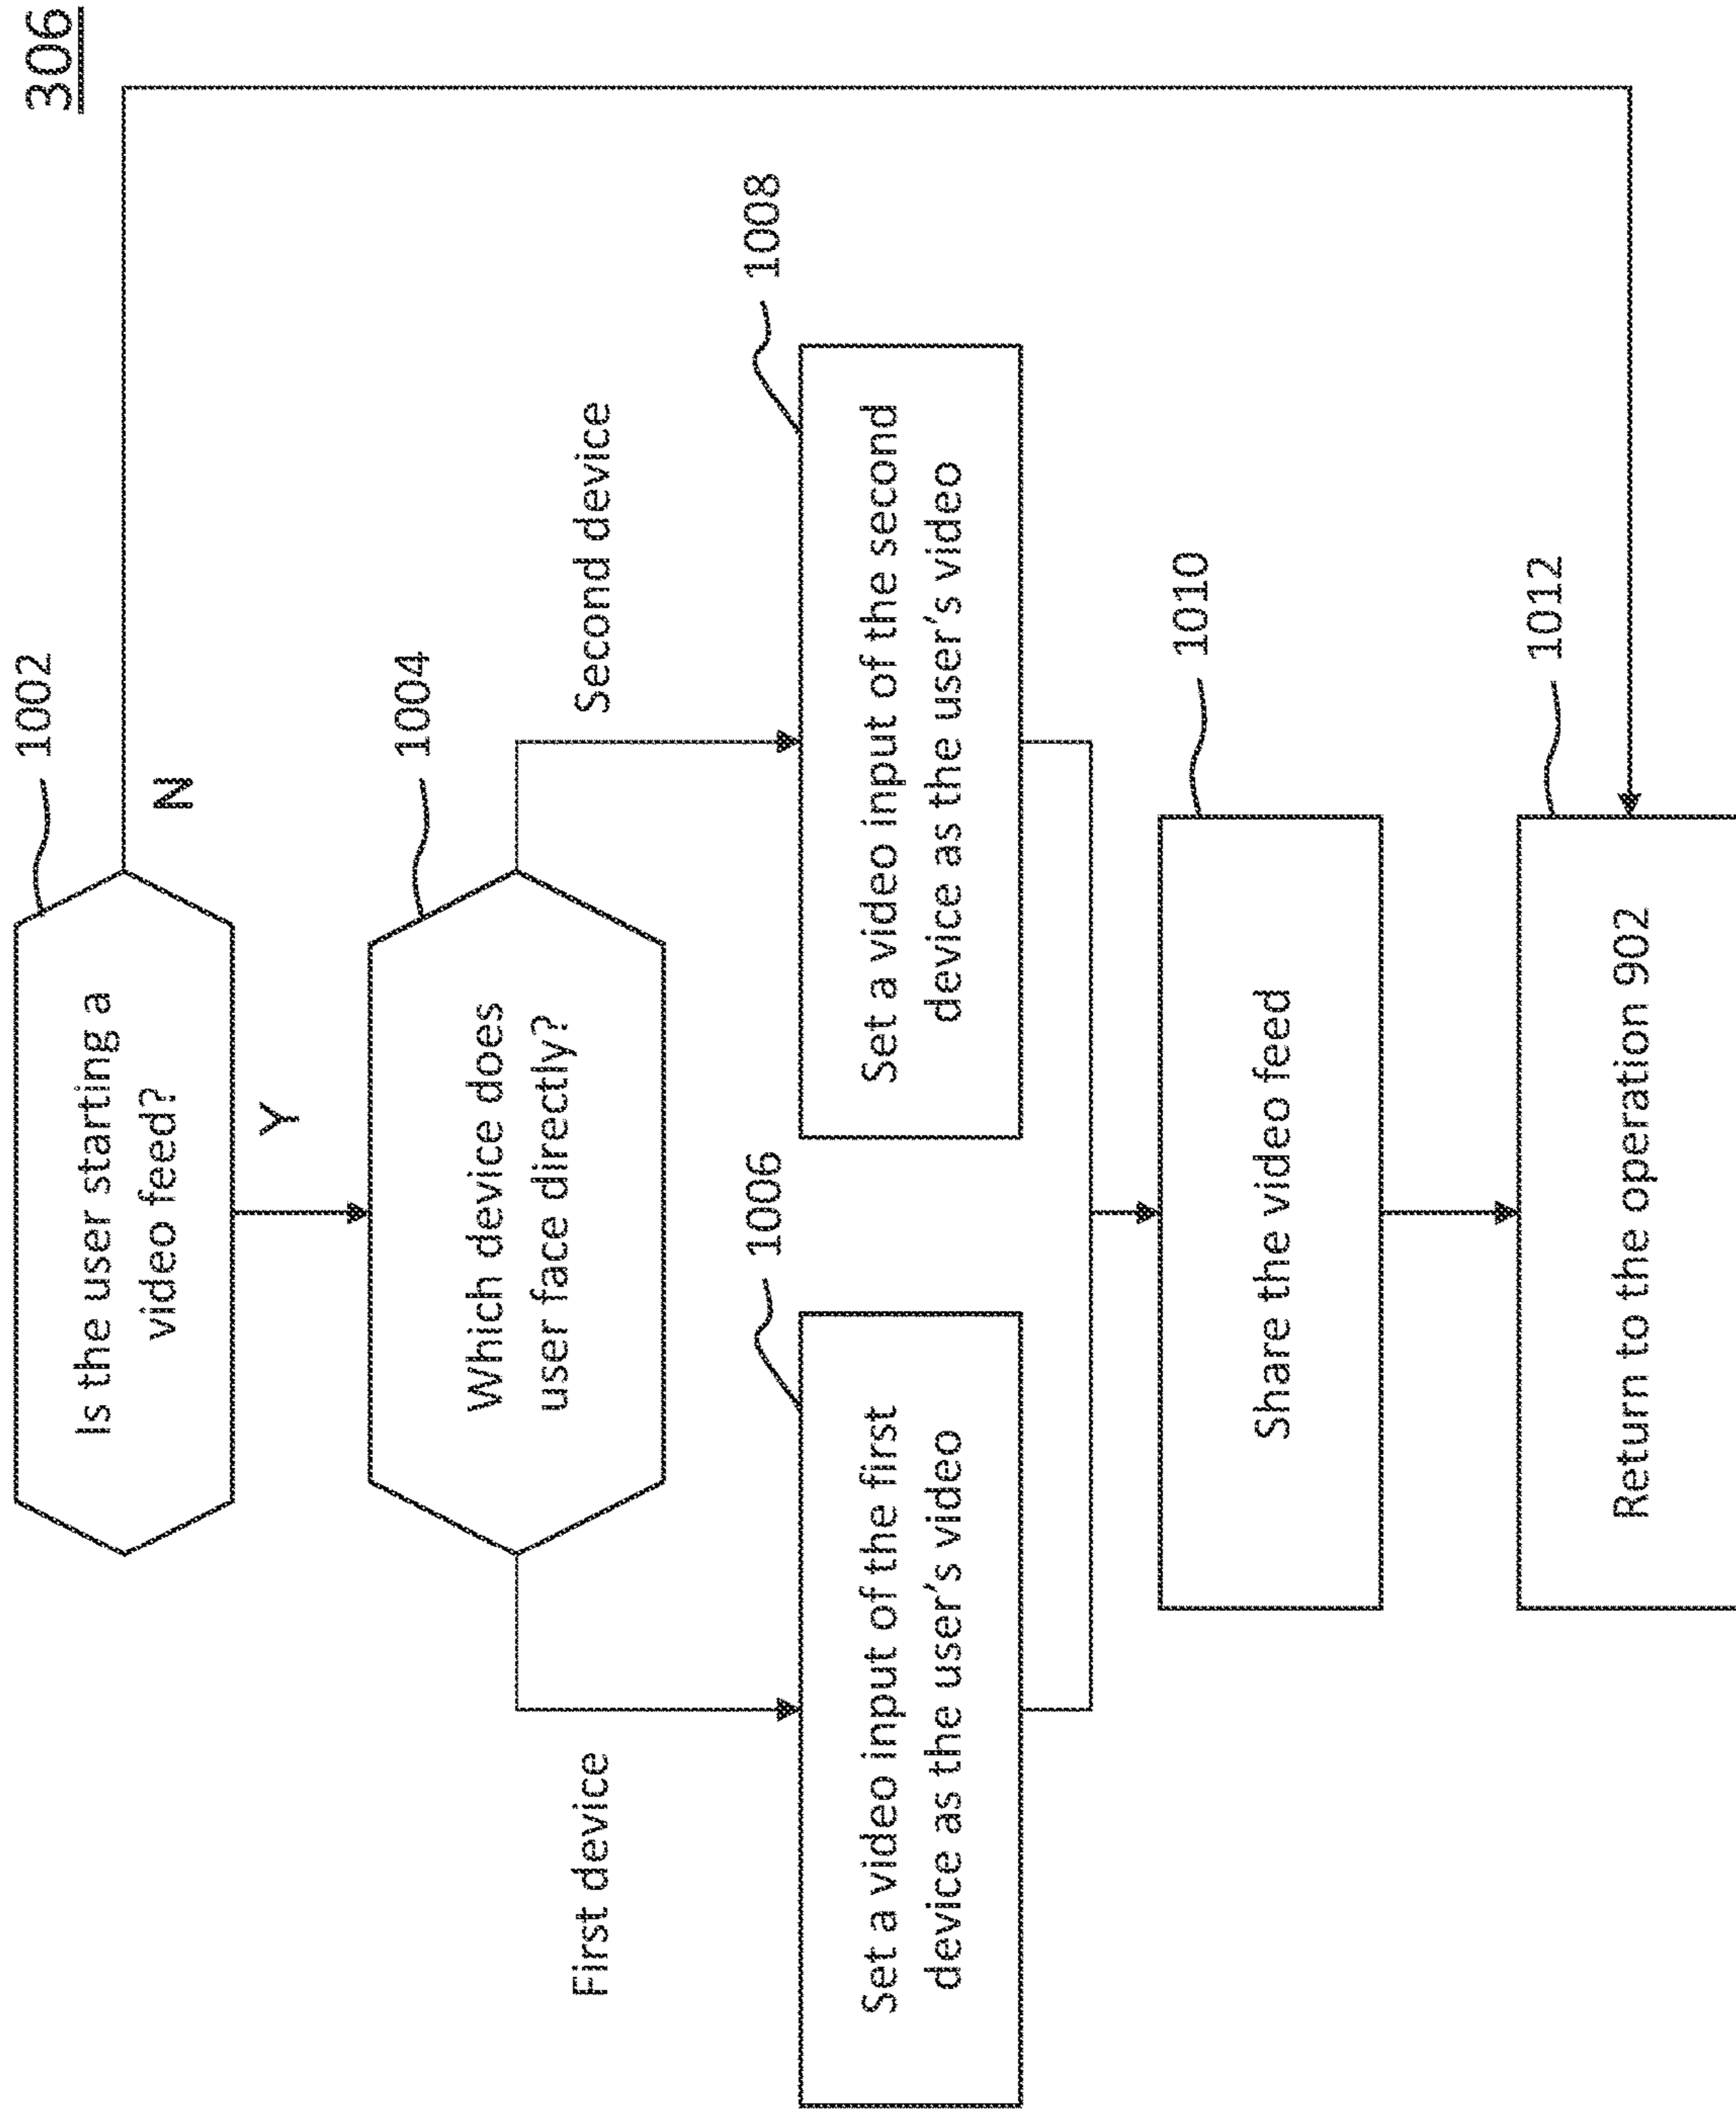 306
1002
Is the user starting a
video feed?
N
Y
1004
Which device does
user face directly?
First device
Second device
1006
Set a video input of the first
device as the user's video
1008
Set a video input of the second
device as the user's video
1010
Share the video feed
1012
Return to the operation 902